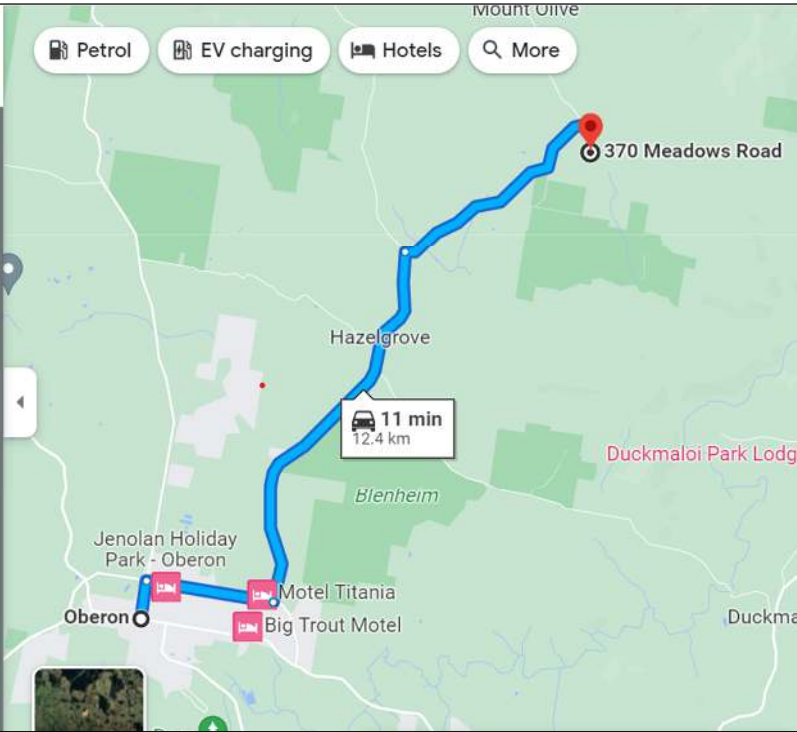 Mount Olive
Petrol
EV charging
Hotels
More
370 Meadows Road
Hazelgrove
11 min
12.4 km
Duckmaloi Park Lodg
Blenheim
Jenolan Holiday
Park - Oberon
Motel Titania
Oberon
Big Trout Motel
Duckma